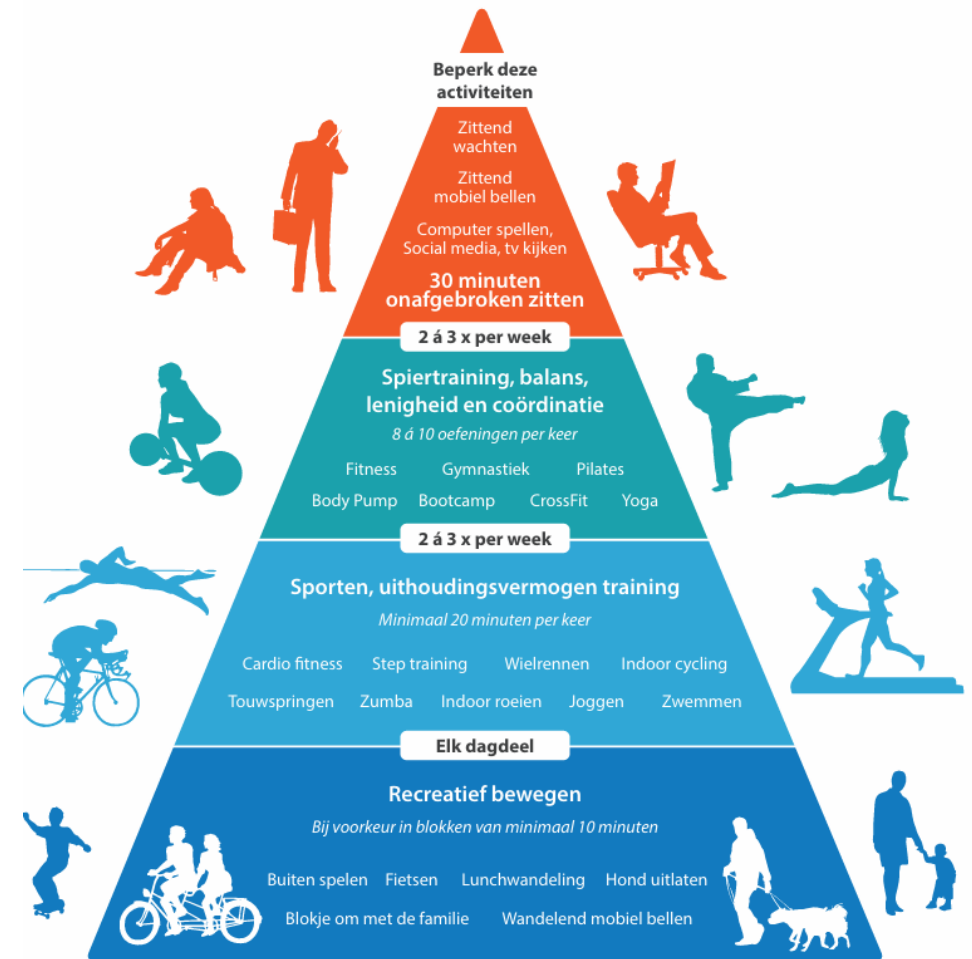 Beperk deze
activiteiten
Zittend
wachten
Zittend
mobiel bellen
Computer spellen,
Social media, tv kijken
30 minuten
onafgebroken zitten
2 á 3 x per week
Spiertraining, balans,
lenigheid en coördinatie
8 á 10 oefeningen per keer
Fitness Gymnastiek Pilates
Body Pump Bootcamp CrossFit Yoga
2 á 3 x per week
Sporten, uithoudingsvermogen training
Minimaal 20 minuten per keer
Cardio fitness Step training Wielrennen Indoor cycling
Touwspringen Zumba Indoor roeien Joggen Zwemmen
Elk dagdeel
Recreatief bewegen
Bij voorkeur in blokken van minimaal 10 minuten
Buiten spelen Fietsen Lunchwandeling Hond uitlaten
Blokje om met de familie Wandelend mobiel bellen